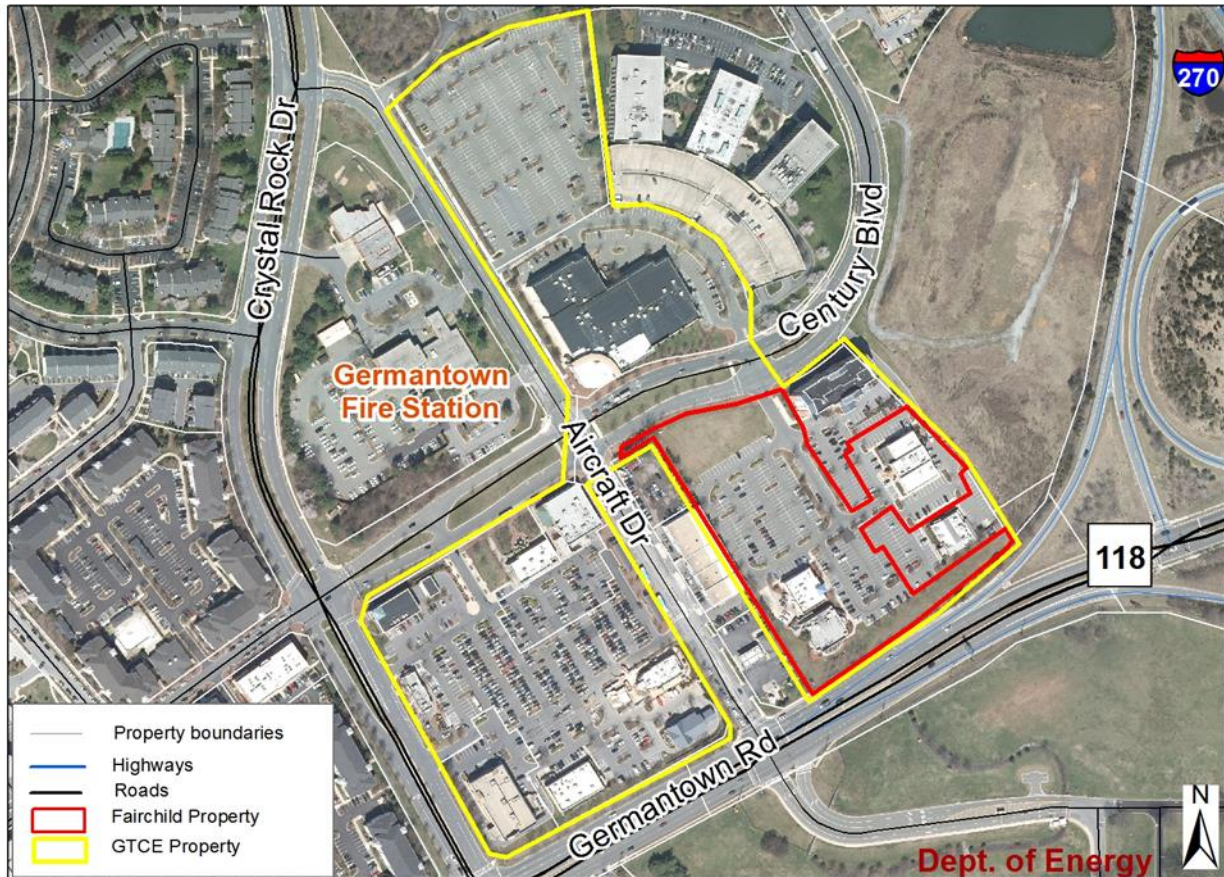 270
Crystal Rock Dr
Century Blvd
Germantown
Fire Station
Aircraft Dr
118
Germantown Rd
Property boundaries
Highways
Roads
Fairchild Property
GTCE Property
Dept. of Energy
N